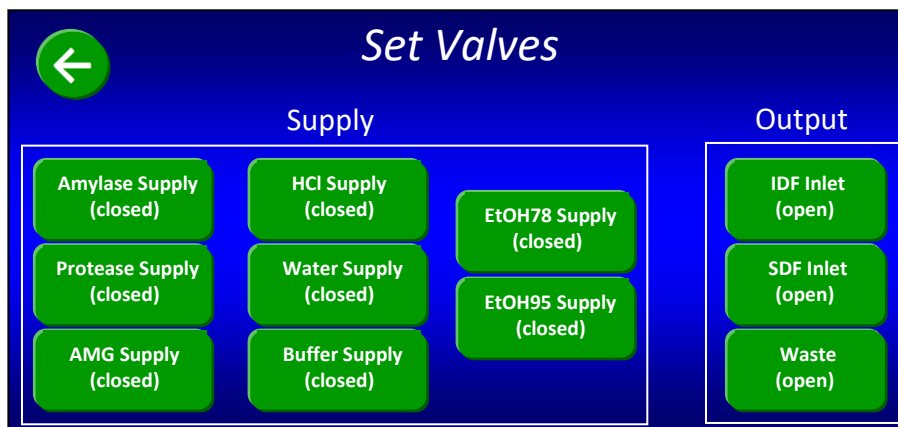 Set Valves
Supply
Output
Amylase Supply
(closed)
HCl Supply
(closed)
EtOH78 Supply
(closed)
IDF Inlet
(open)
Protease Supply
(closed)
Water Supply
(closed)
EtOH95 Supply
(closed)
SDF Inlet
(open)
AMG Supply
(closed)
Buffer Supply
(closed)
Waste
(open)